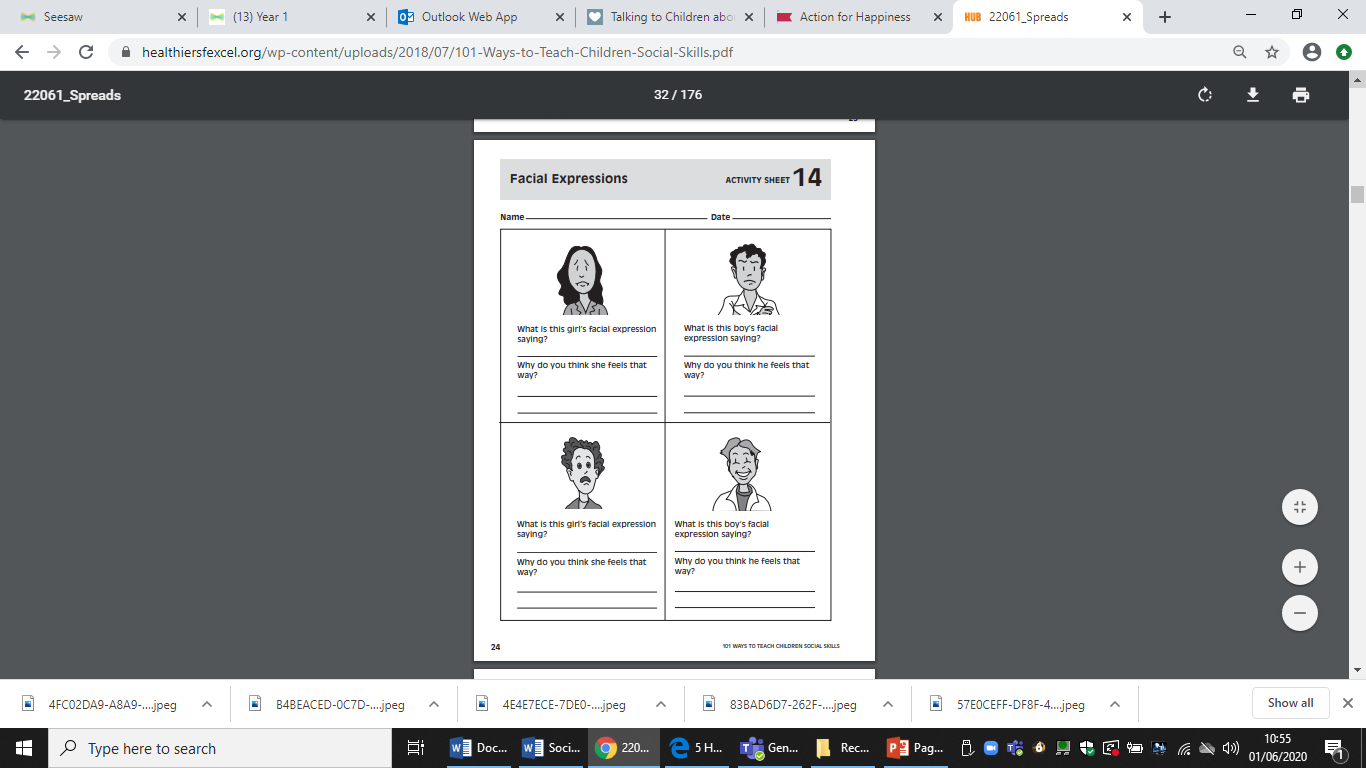 Seesaw
(13) Year 1
Outlook Web App
Talking to Children abo
Action for Happiness
HUB 22061_Spreads
healthiersfexcel.org/wp-content/uploads/2018/07/101-Ways-to-Teach-Children-Social-Skills.pdf
22061_Spreads
32 / 176
Facial Expressions
ACTIVITY SHEET 14
Name
Date
What is this girl's facial expression
saying?
Why do you think she feels that
way?
What is this boy's facial
expression saying?
Why do you think he feels that
way?
What is this girl's facial expression
saying?
Why do you think she feels that
way?
What is this boy's facial
expression saying?
Why do you think he feels that
way?
24
101 WAYS TO TEACH CHILDREN SOCIAL SKILLS
4FC02DA9-A8A9-....jpeg
B4BEACED-0C7D-....jpeg
4E4E7ECE-7DE0-....jpeg
83BAD6D7-262F-....jpeg
57E0CEFF-DF8F-4....jpeg
Show all
Type here to search
Doc...
Soci...
220...
5 H...
Gen...
Rec...
Pag...
10:55
01/06/2020
1